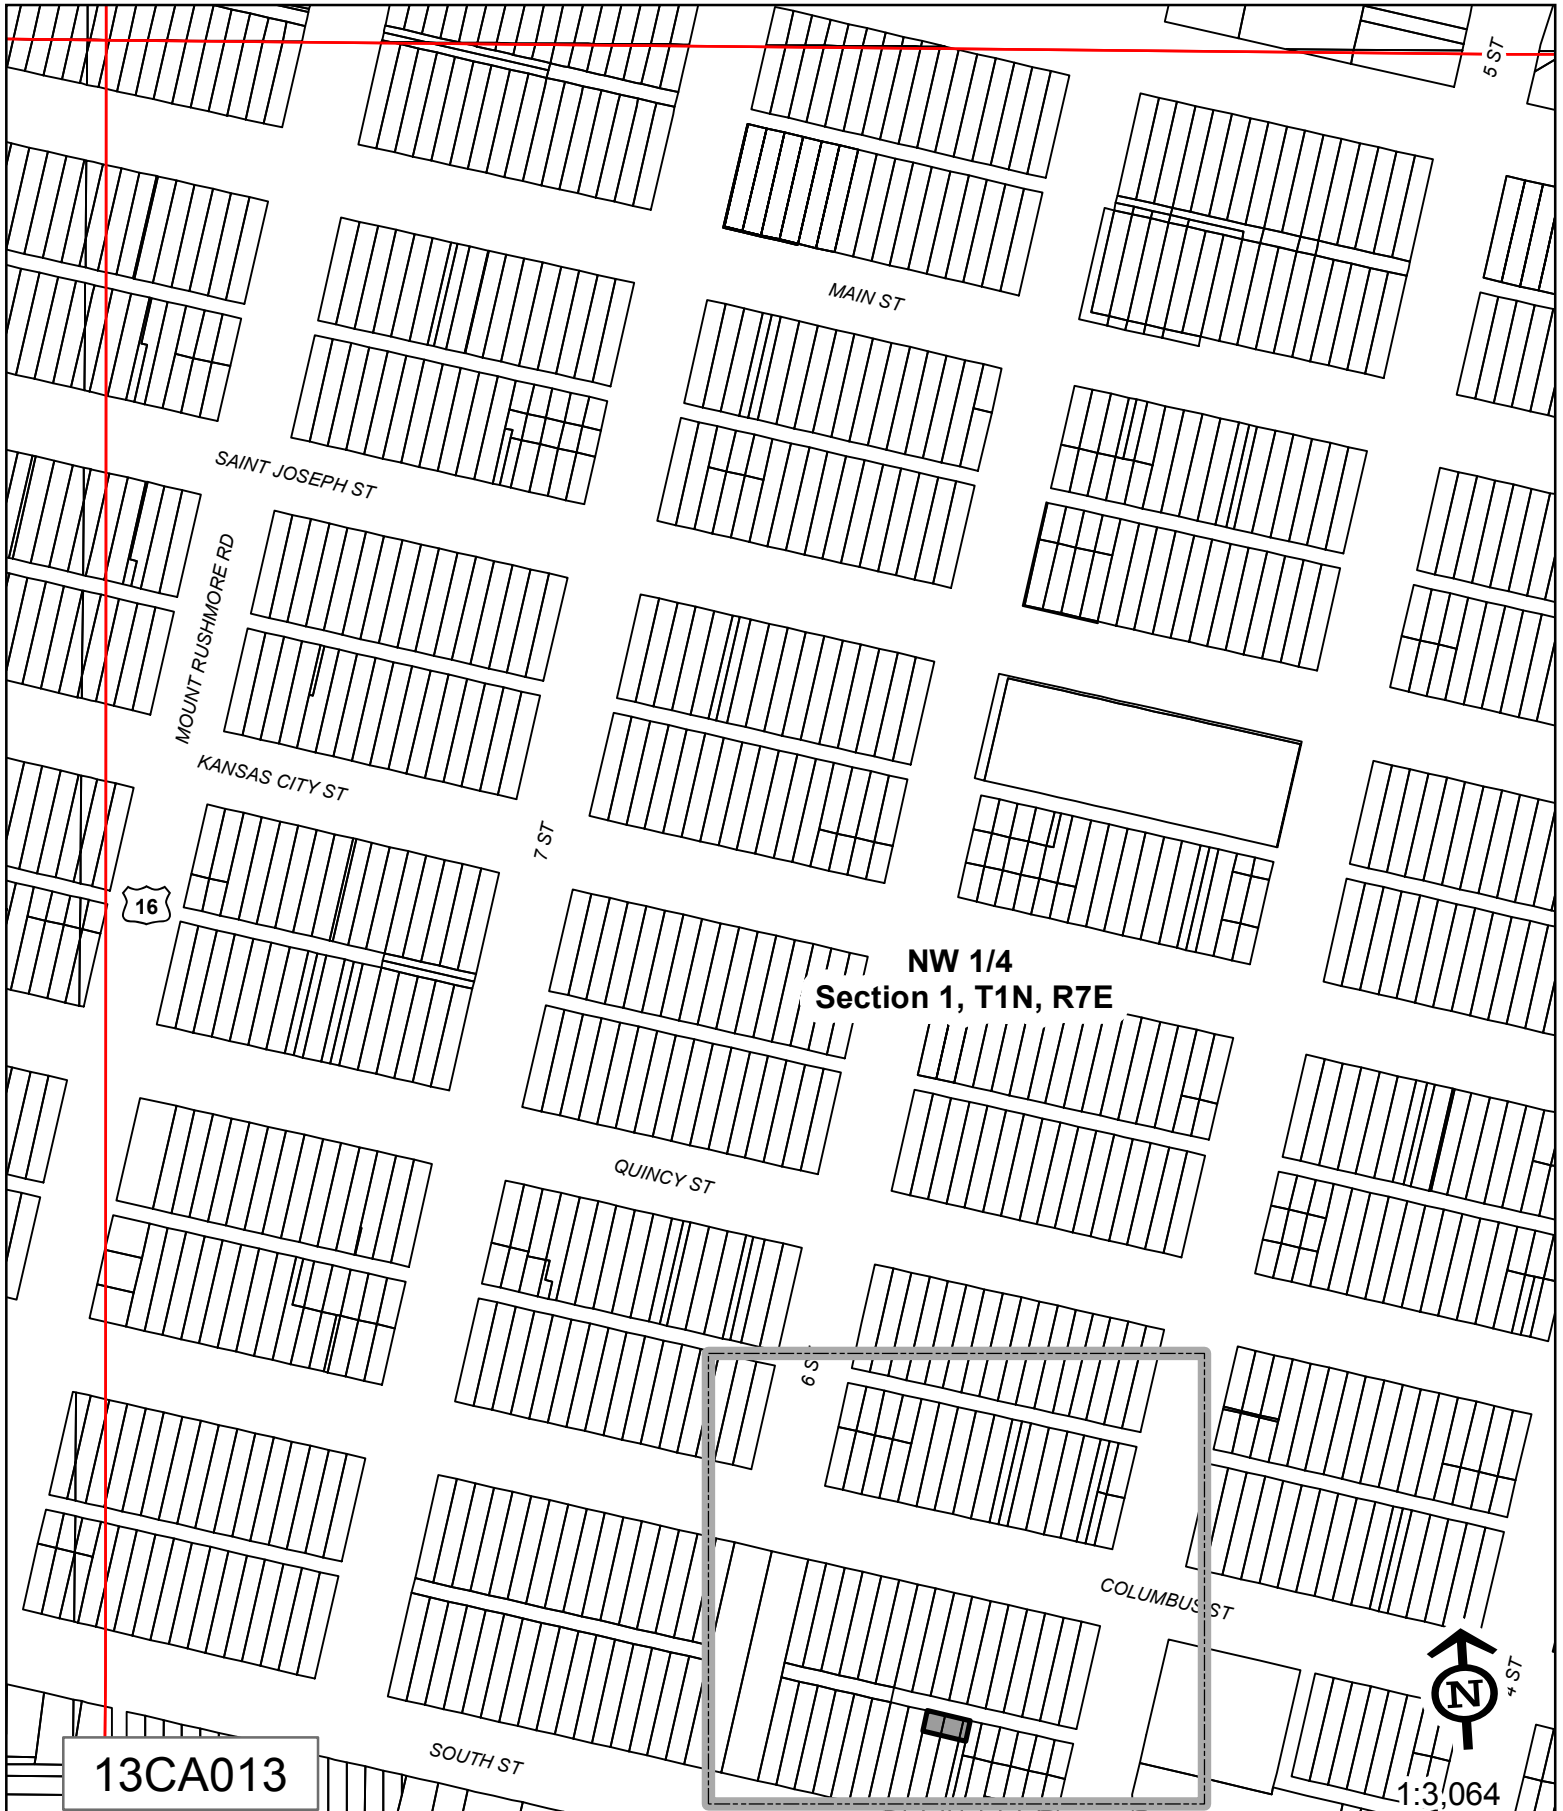 5 ST
MAIN ST
SAINT JOSEPH ST
MOUNT RUSHMORE RD
KANSAS CITY ST
7 ST
16
NW 1/4
Section 1, T1N, R7E
QUINCY ST
6 S
COLUMBUS ST
4 ST
N
SOUTH ST
13CA013
1:3,064